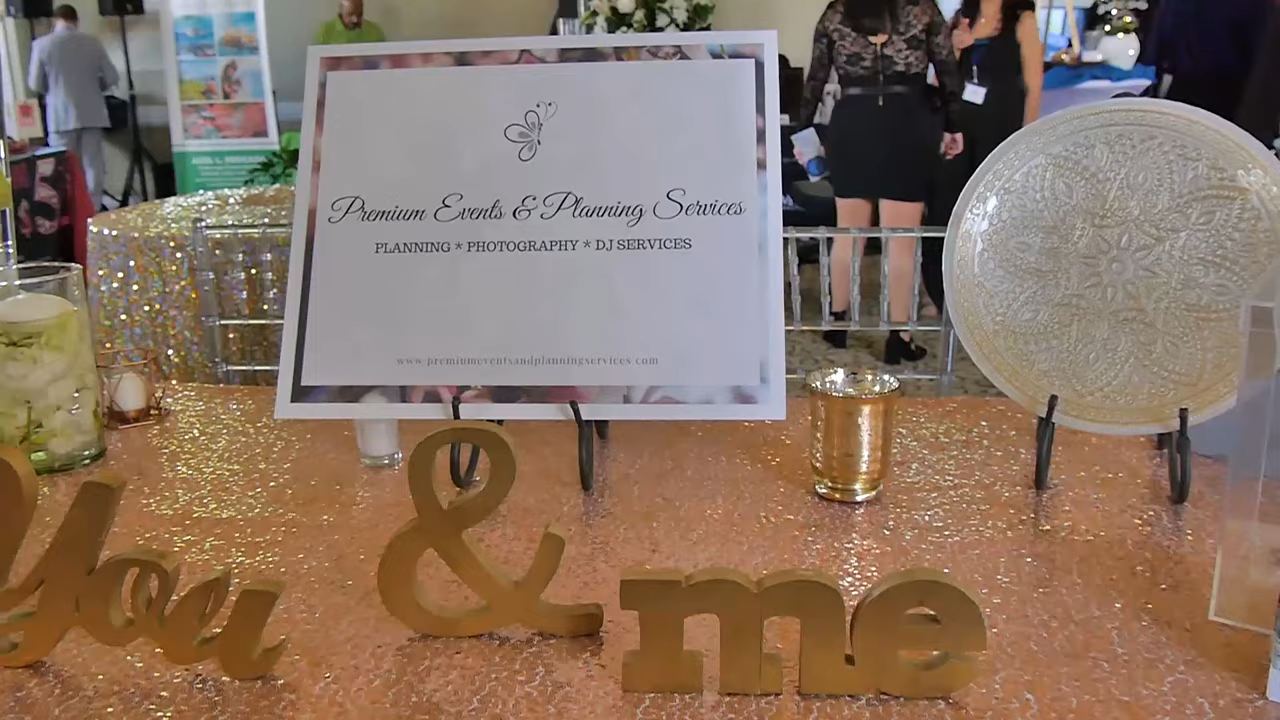 Premium Events & Planning Services
PLANNING * PHOTOGRAPHY * DJ SERVICES
www.premiumeventsandplanningservices.com
You & me